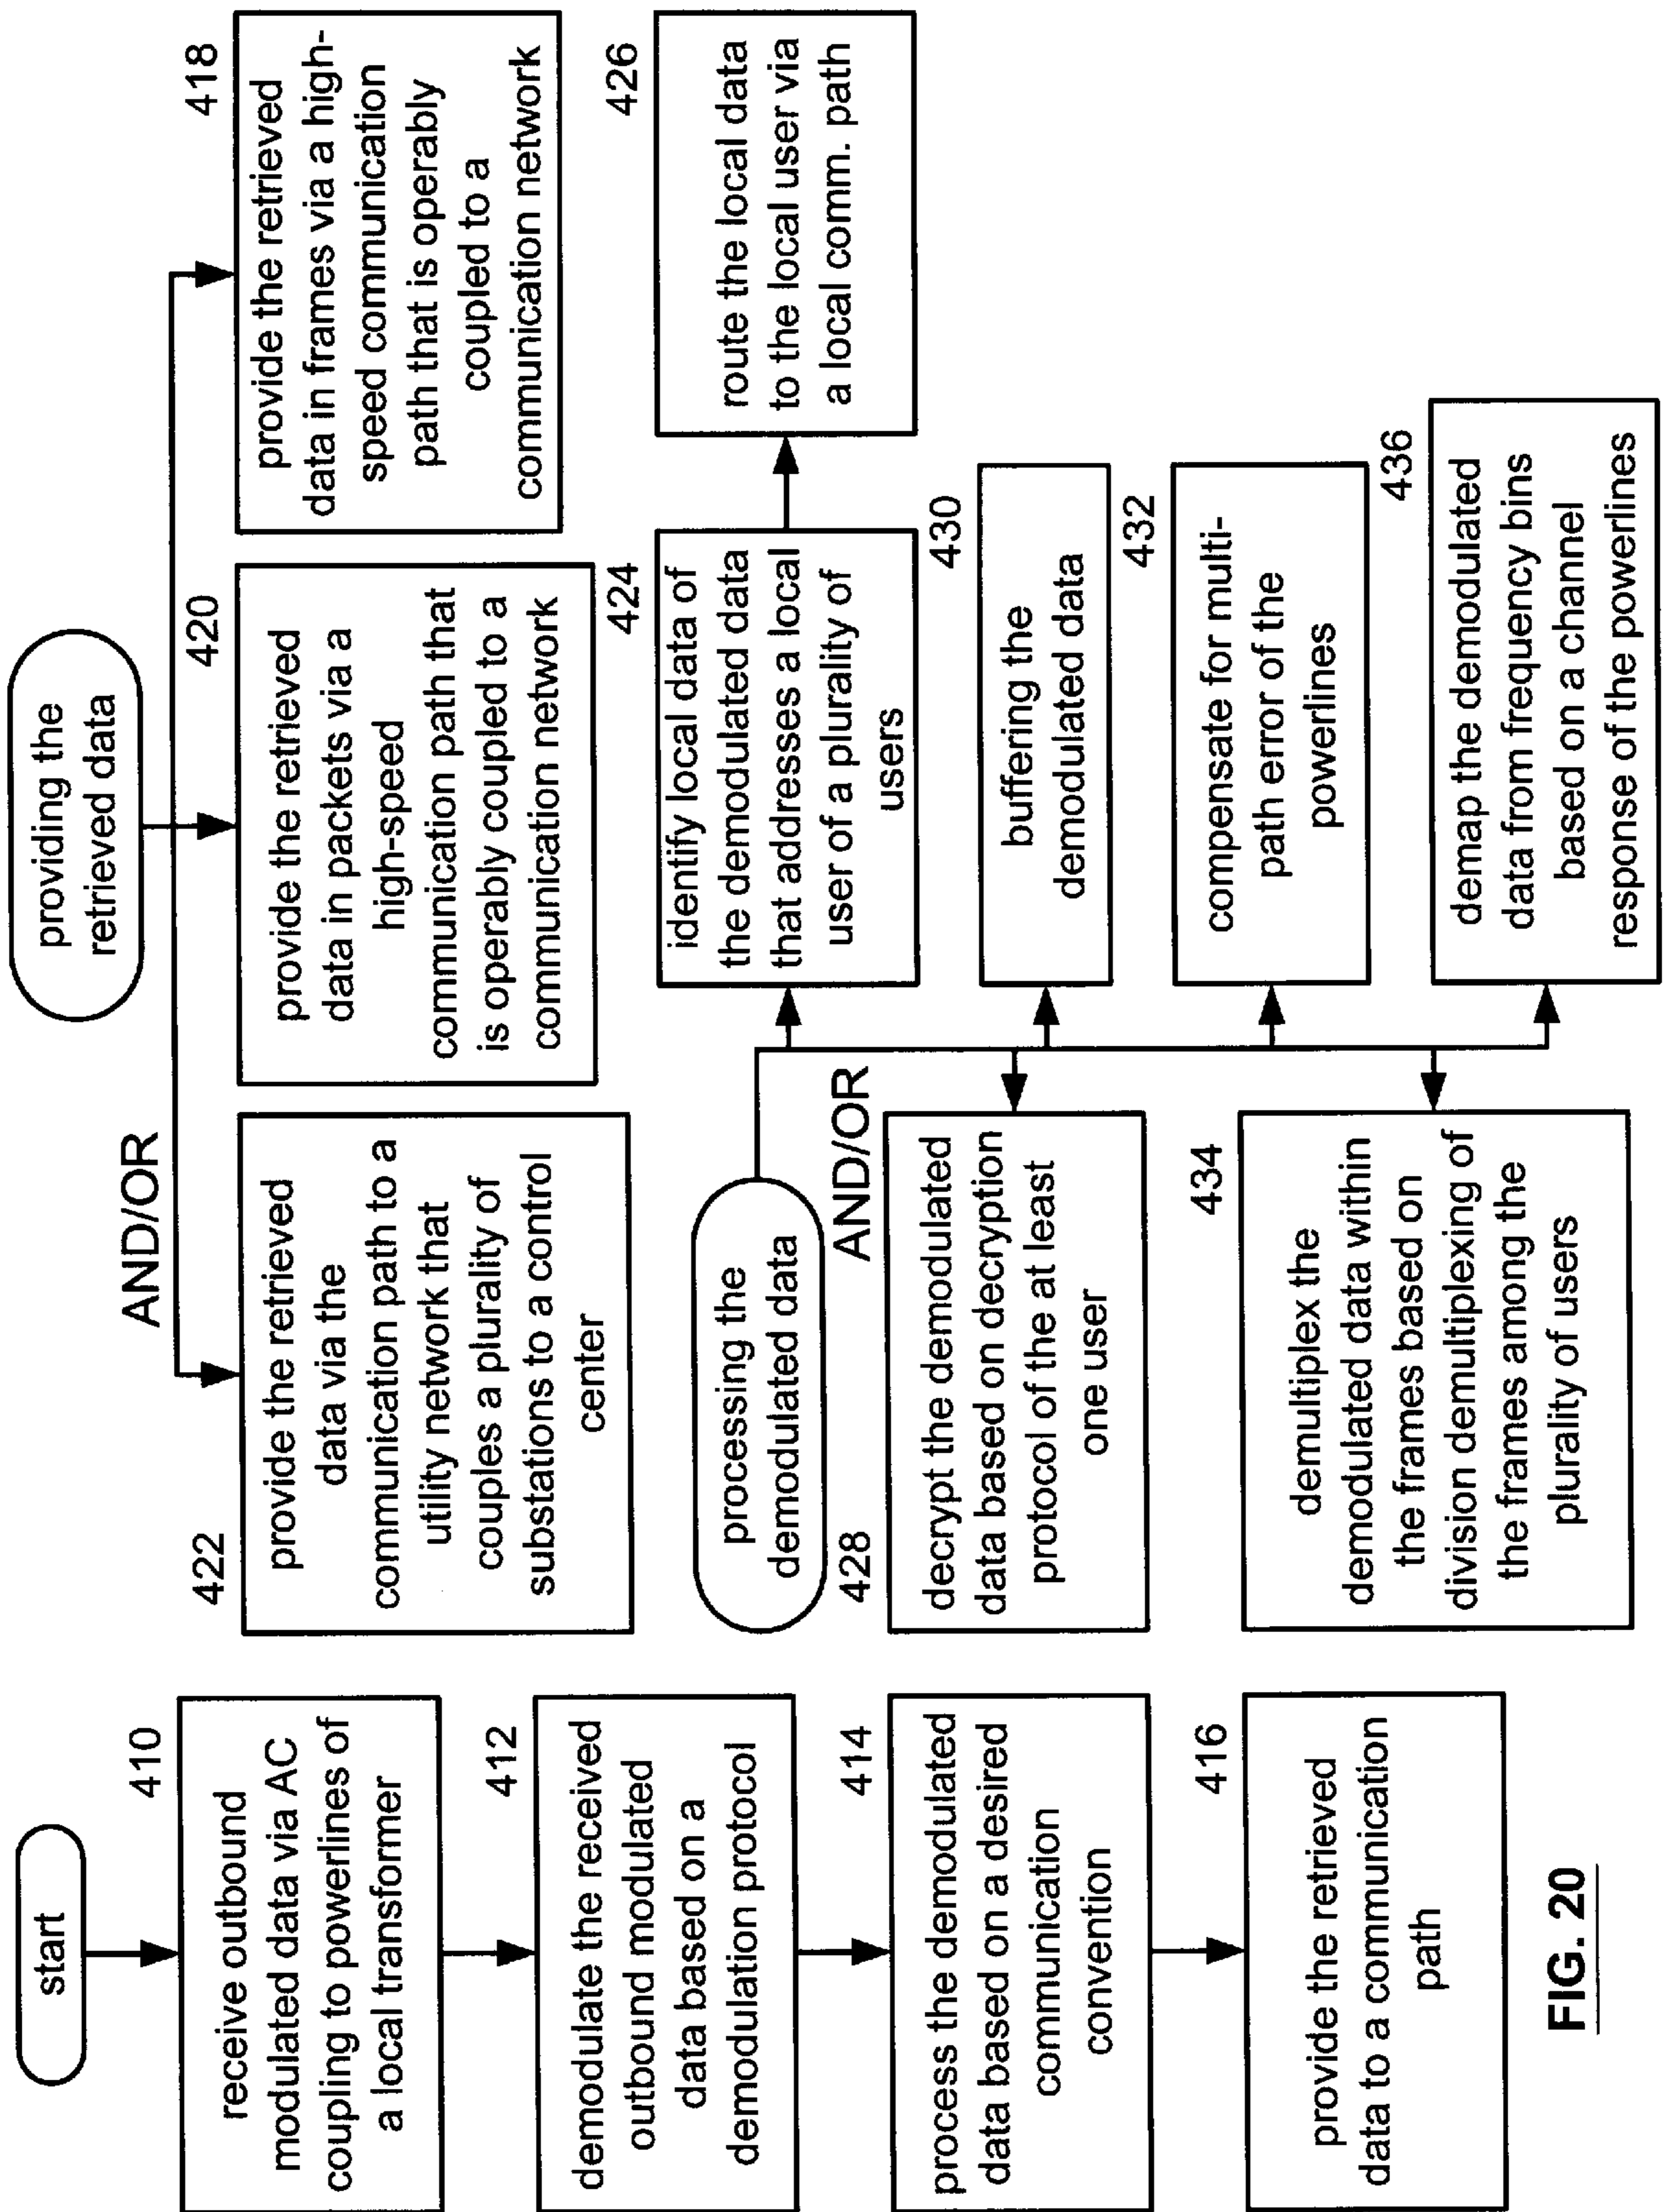 start
410
receive outbound
modulated data via AC
coupling to powerlines of
a local transformer
412
demodulate the received
outbound modulated
data based on a
demodulation protocol
414
process the demodulated
data based on a desired
communication
convention
416
provide the retrieved
data to a communication
path
providing the
retrieved data
AND/OR
422
provide the retrieved
data via the
communication path to a
utility network that
couples a plurality of
substations to a control
center
420
provide the retrieved
data in packets via a
high-speed
communication path that
is operably coupled to a
communication network
418
provide the retrieved
data in frames via a high-
speed communication
path that is operably
coupled to a
communication network
processing the
demodulated data
AND/OR
424
identify local data of
the demodulated data
that addresses a local
user of a plurality of
users
426
route the local data
to the local user via
a local comm. path
428
decrypt the demodulated
data based on decryption
protocol of the at least
one user
430
buffering the
demodulated data
432
compensate for multi-
path error of the
powerlines
434
demultiplex the
demodulated data within
the frames based on
division demultiplexing of
the frames among the
plurality of users
436
demap the demodulated
data from frequency bins
based on a channel
response of the powerlines
FIG. 20